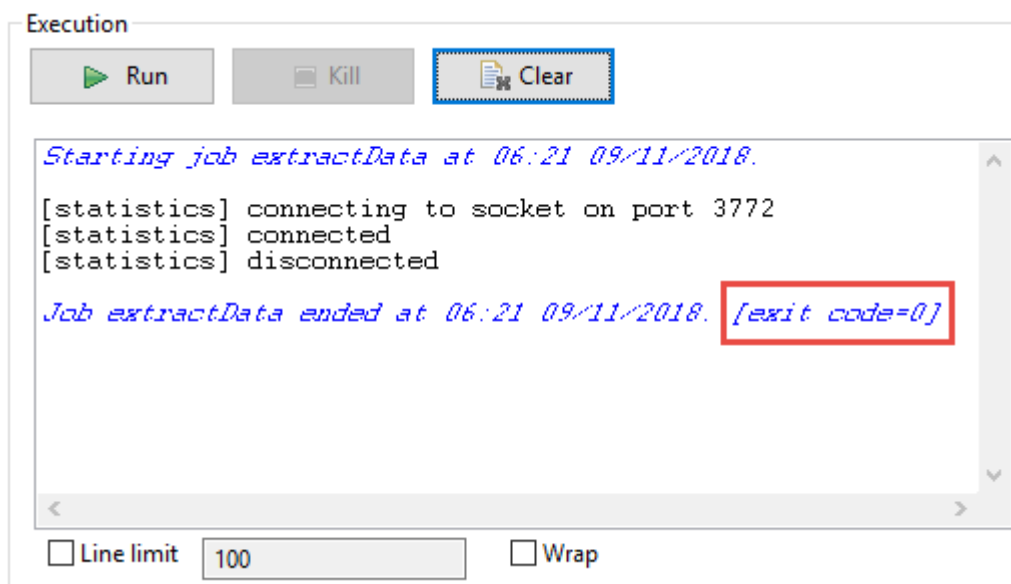 Execution
Run Kill Clear
Starting job extractData at 06:21 09/11/2018.
[statistics] connecting to socket on port 3772
[statistics] connected
[statistics] disconnected
Job extractData ended at 06:21 09/11/2018. [exit code=0]
Line limit 100 Wrap